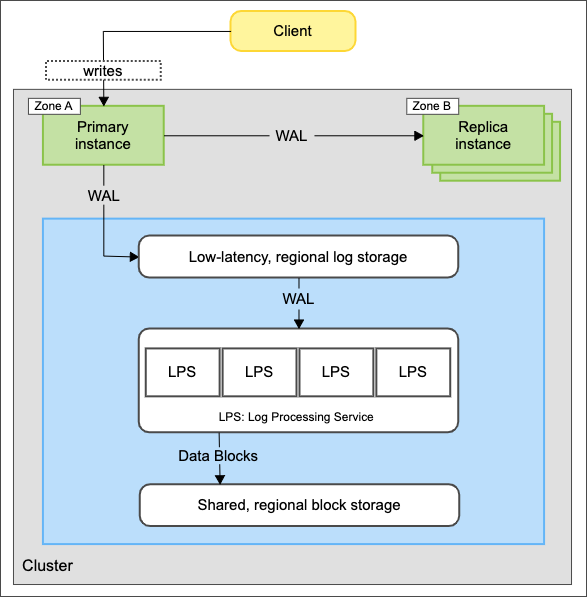 Client
writes
Zone A
Primary
instance
WAL
Zone B
Replica
instance
WAL
Low-latency, regional log storage
WAL
LPS
LPS
LPS
LPS
LPS: Log Processing Service
Data Blocks
Shared, regional block storage
Cluster